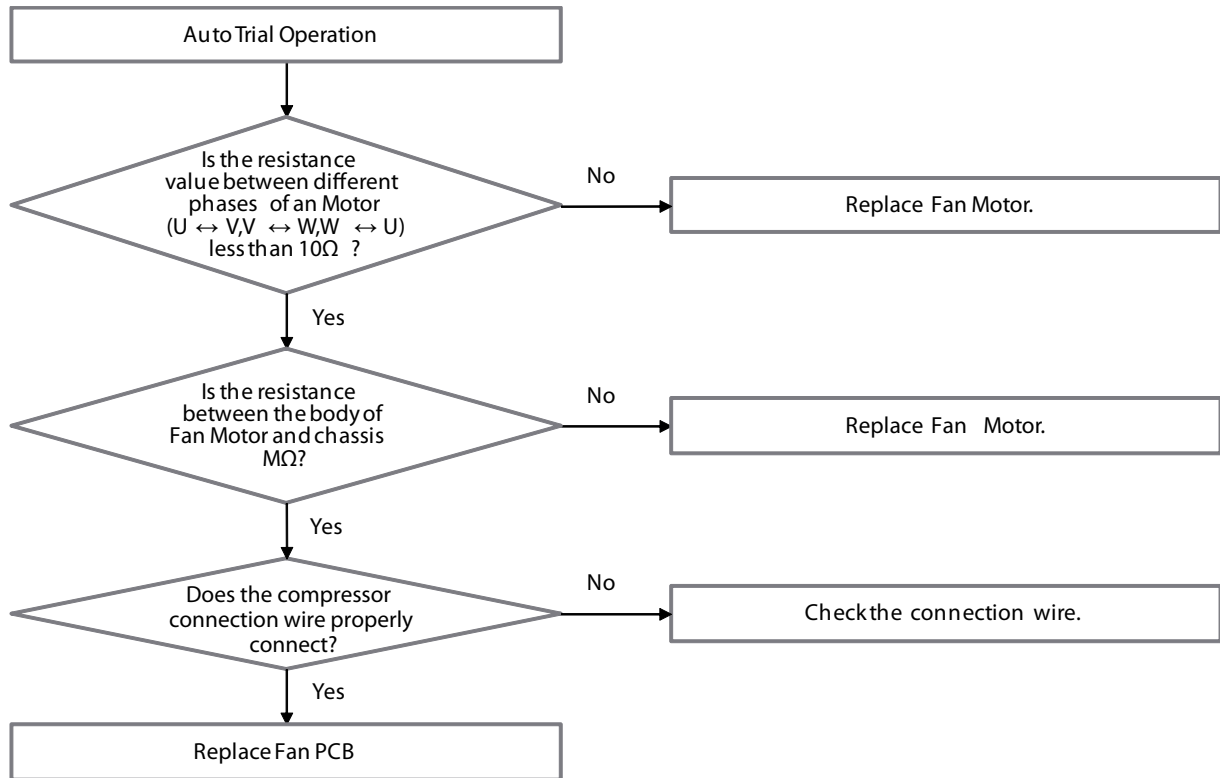 Auto Trial Operation
Is the resistance
value between different
phases of an Motor
(U ↔ V,V ↔ W,W ↔ U)
less than 10Ω ?
No
Replace Fan Motor.
Yes
Is the resistance
between the body of
Fan Motor and chassis
MΩ?
No
Replace Fan Motor.
Yes
Does the compressor
connection wire properly
connect?
No
Check the connection wire.
Yes
Replace Fan PCB